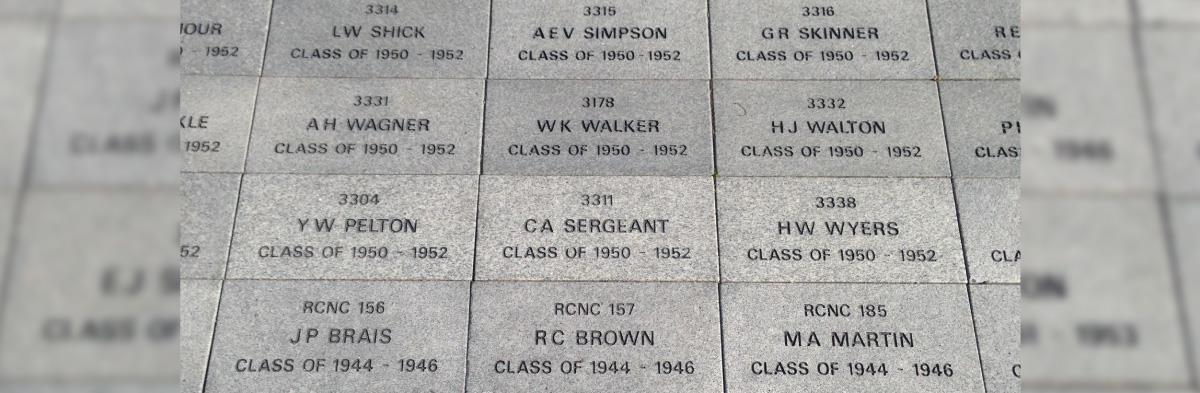 3314
LW SHICK
CLASS OF 1950 - 1952
3315
AEV SIMPSON
CLASS OF 1950 - 1952
3316
GR SKINNER
CLASS OF 1950 - 1952
3331
AH WAGNER
CLASS OF 1950 - 1952
3178
WK WALKER
CLASS OF 1950 - 1952
3332
HJ WALTON
CLASS OF 1950 - 1952
3304
YW PELTON
CLASS OF 1950 - 1952
3311
CA SERGEANT
CLASS OF 1950 - 1952
3338
HW WYERS
CLASS OF 1950 - 1952
RCNC 156
JP BRAIS
CLASS OF 1944 - 1946
RCNC 157
RC BROWN
CLASS OF 1944 - 1946
RCNC 185
MA MARTIN
CLASS OF 1944 - 1946